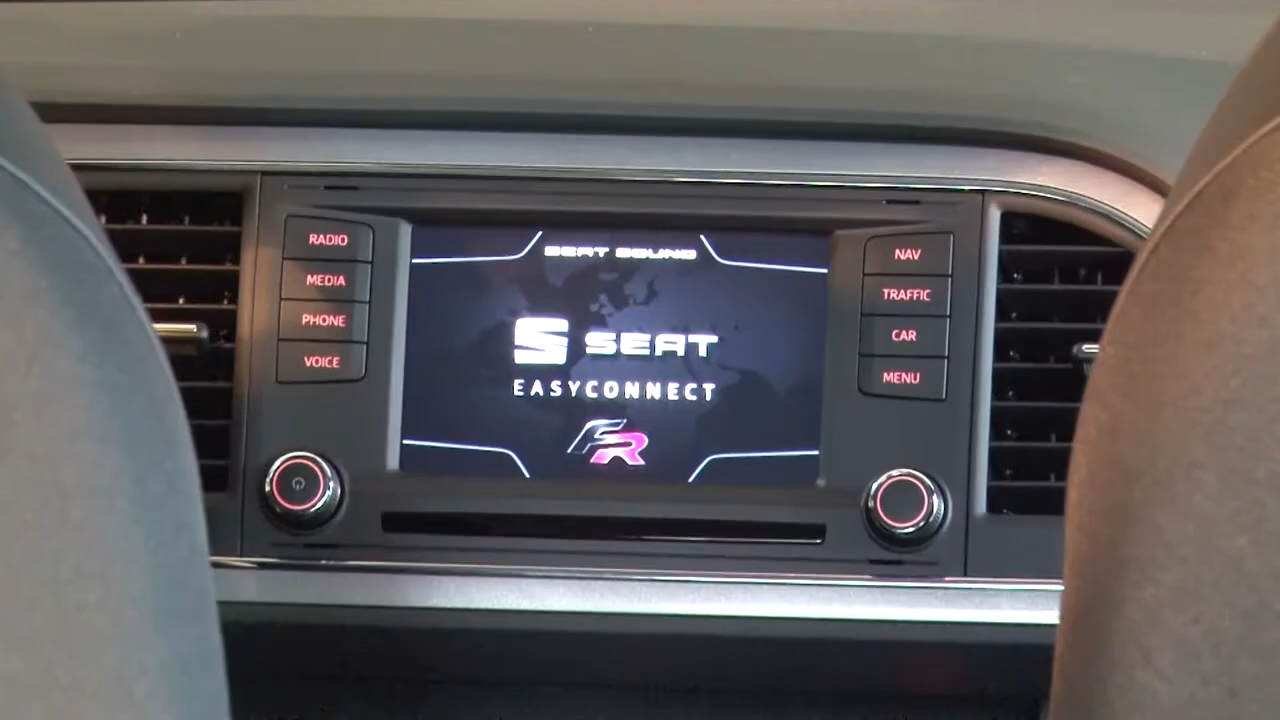 RADIO
MEDIA
PHONE
VOICE
SEAT SOUND
SEAT
EASYCONNECT
FR
NAV
TRAFFIC
CAR
MENU